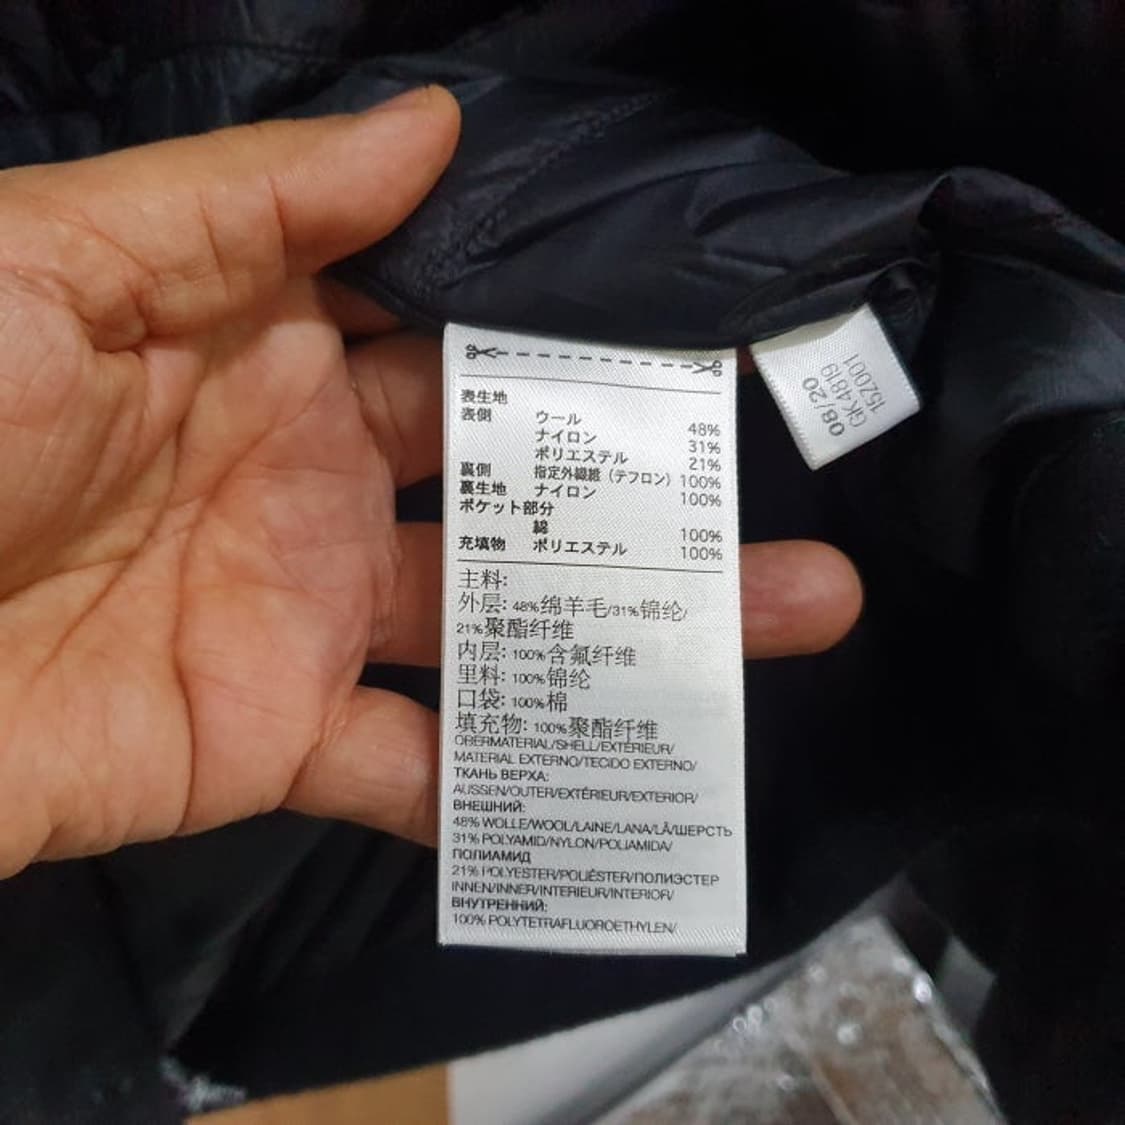 表生地
表側 ウール 48%
ナイロン 31%
ポリエステル 21%
裏側 指定外繊維（テフロン）100%
裏生地 ナイロン 100%
ポケット部分
綿 100%
充填物 ポリエステル 100%
主料:
外层: 48%绵羊毛/31%锦纶/
21%聚酯纤维
内层: 100%含氟纤维
里料: 100%锦纶
口袋: 100%棉
填充物: 100%聚酯纤维
OBERMATERIAL/SHELL/EXTÉRIEUR/
MATERIAL EXTERNO/TECIDO EXTERNO/
ТКАНЬ ВЕРХА:
AUSSEN/OUTER/EXTÉRIEUR/EXTERIOR/
ВНЕШНИЙ:
48% WOLLE/WOOL/LAINE/LANA/LÃ/ШЕРСТЬ
31% POLYAMID/NYLON/POLIAMIDA/
ПОЛИАМИД
21% POLYESTER/POLIÉSTER/ПОЛИЭСТЕР
INNEN/INNER/INTERIEUR/INTERIOR/
ВНУТРЕННИЙ:
100% POLYTETRAFLUOROETHYLEN/
08/20
GK4819
15Z001